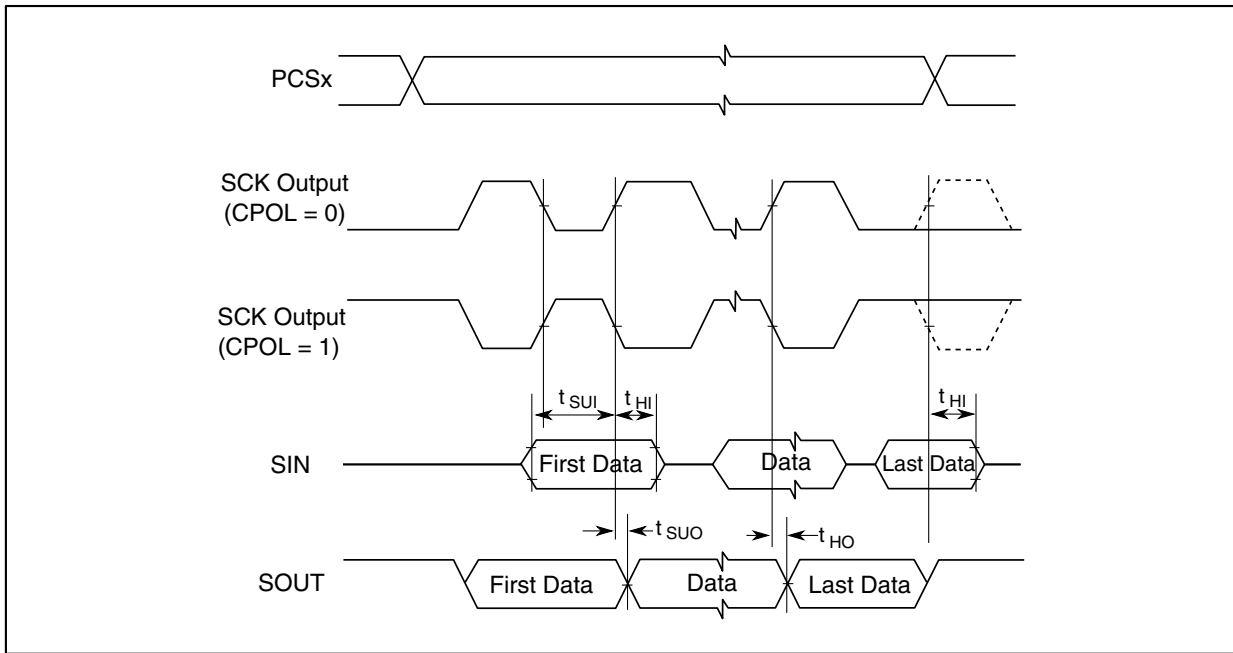 PCSx
SCK Output
(CPOL = 0)
SCK Output
(CPOL = 1)
t SUI
t HI
t HI
SIN
First Data
Data
Last Data
t SUO
t HO
SOUT
First Data
Data
Last Data